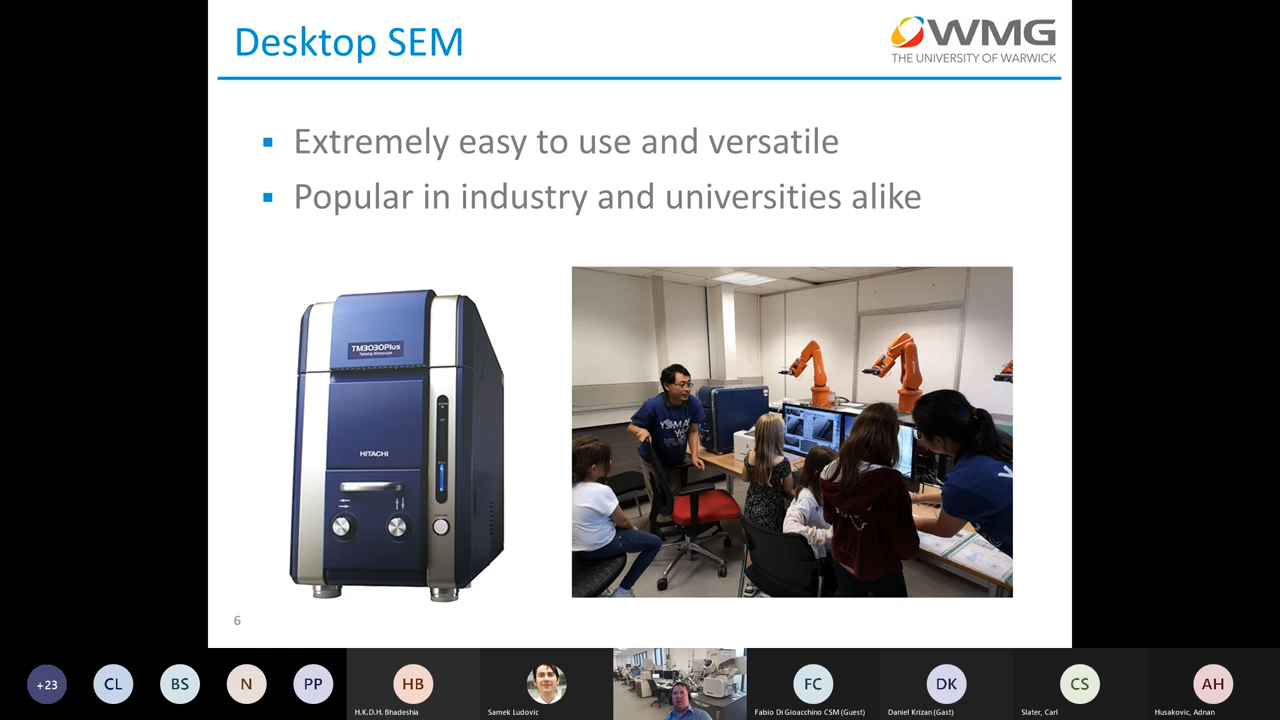 Desktop SEM
WMG
THE UNIVERSITY OF WARWICK
Extremely easy to use and versatile
Popular in industry and universities alike
TM3030Plus
Tabletop Microscope
HITACHI
6
+23
CL
BS
N
PP
HB
H.K.D.H. Bhadeshia
Samek Ludovic
FC
Fabio Di Gioacchino CSM (Guest)
DK
Daniel Krizan (Gast)
CS
Slater, Carl
AH
Husakovic, Adnan